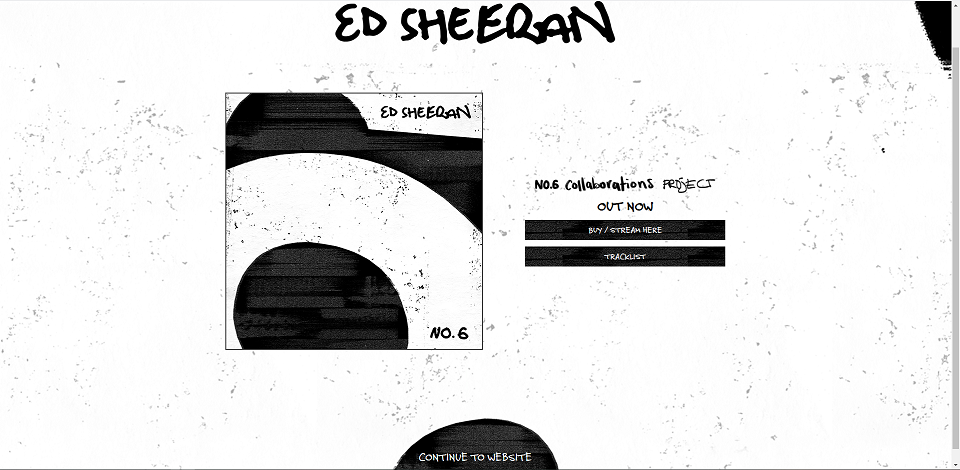 ED SHEERAN
ED SHEERAN
NO.6
NO.6 Collaborations PROJECT
OUT NOW
BUY / STREAM HERE
TRACKLIST
CONTINUE TO WEBSITE